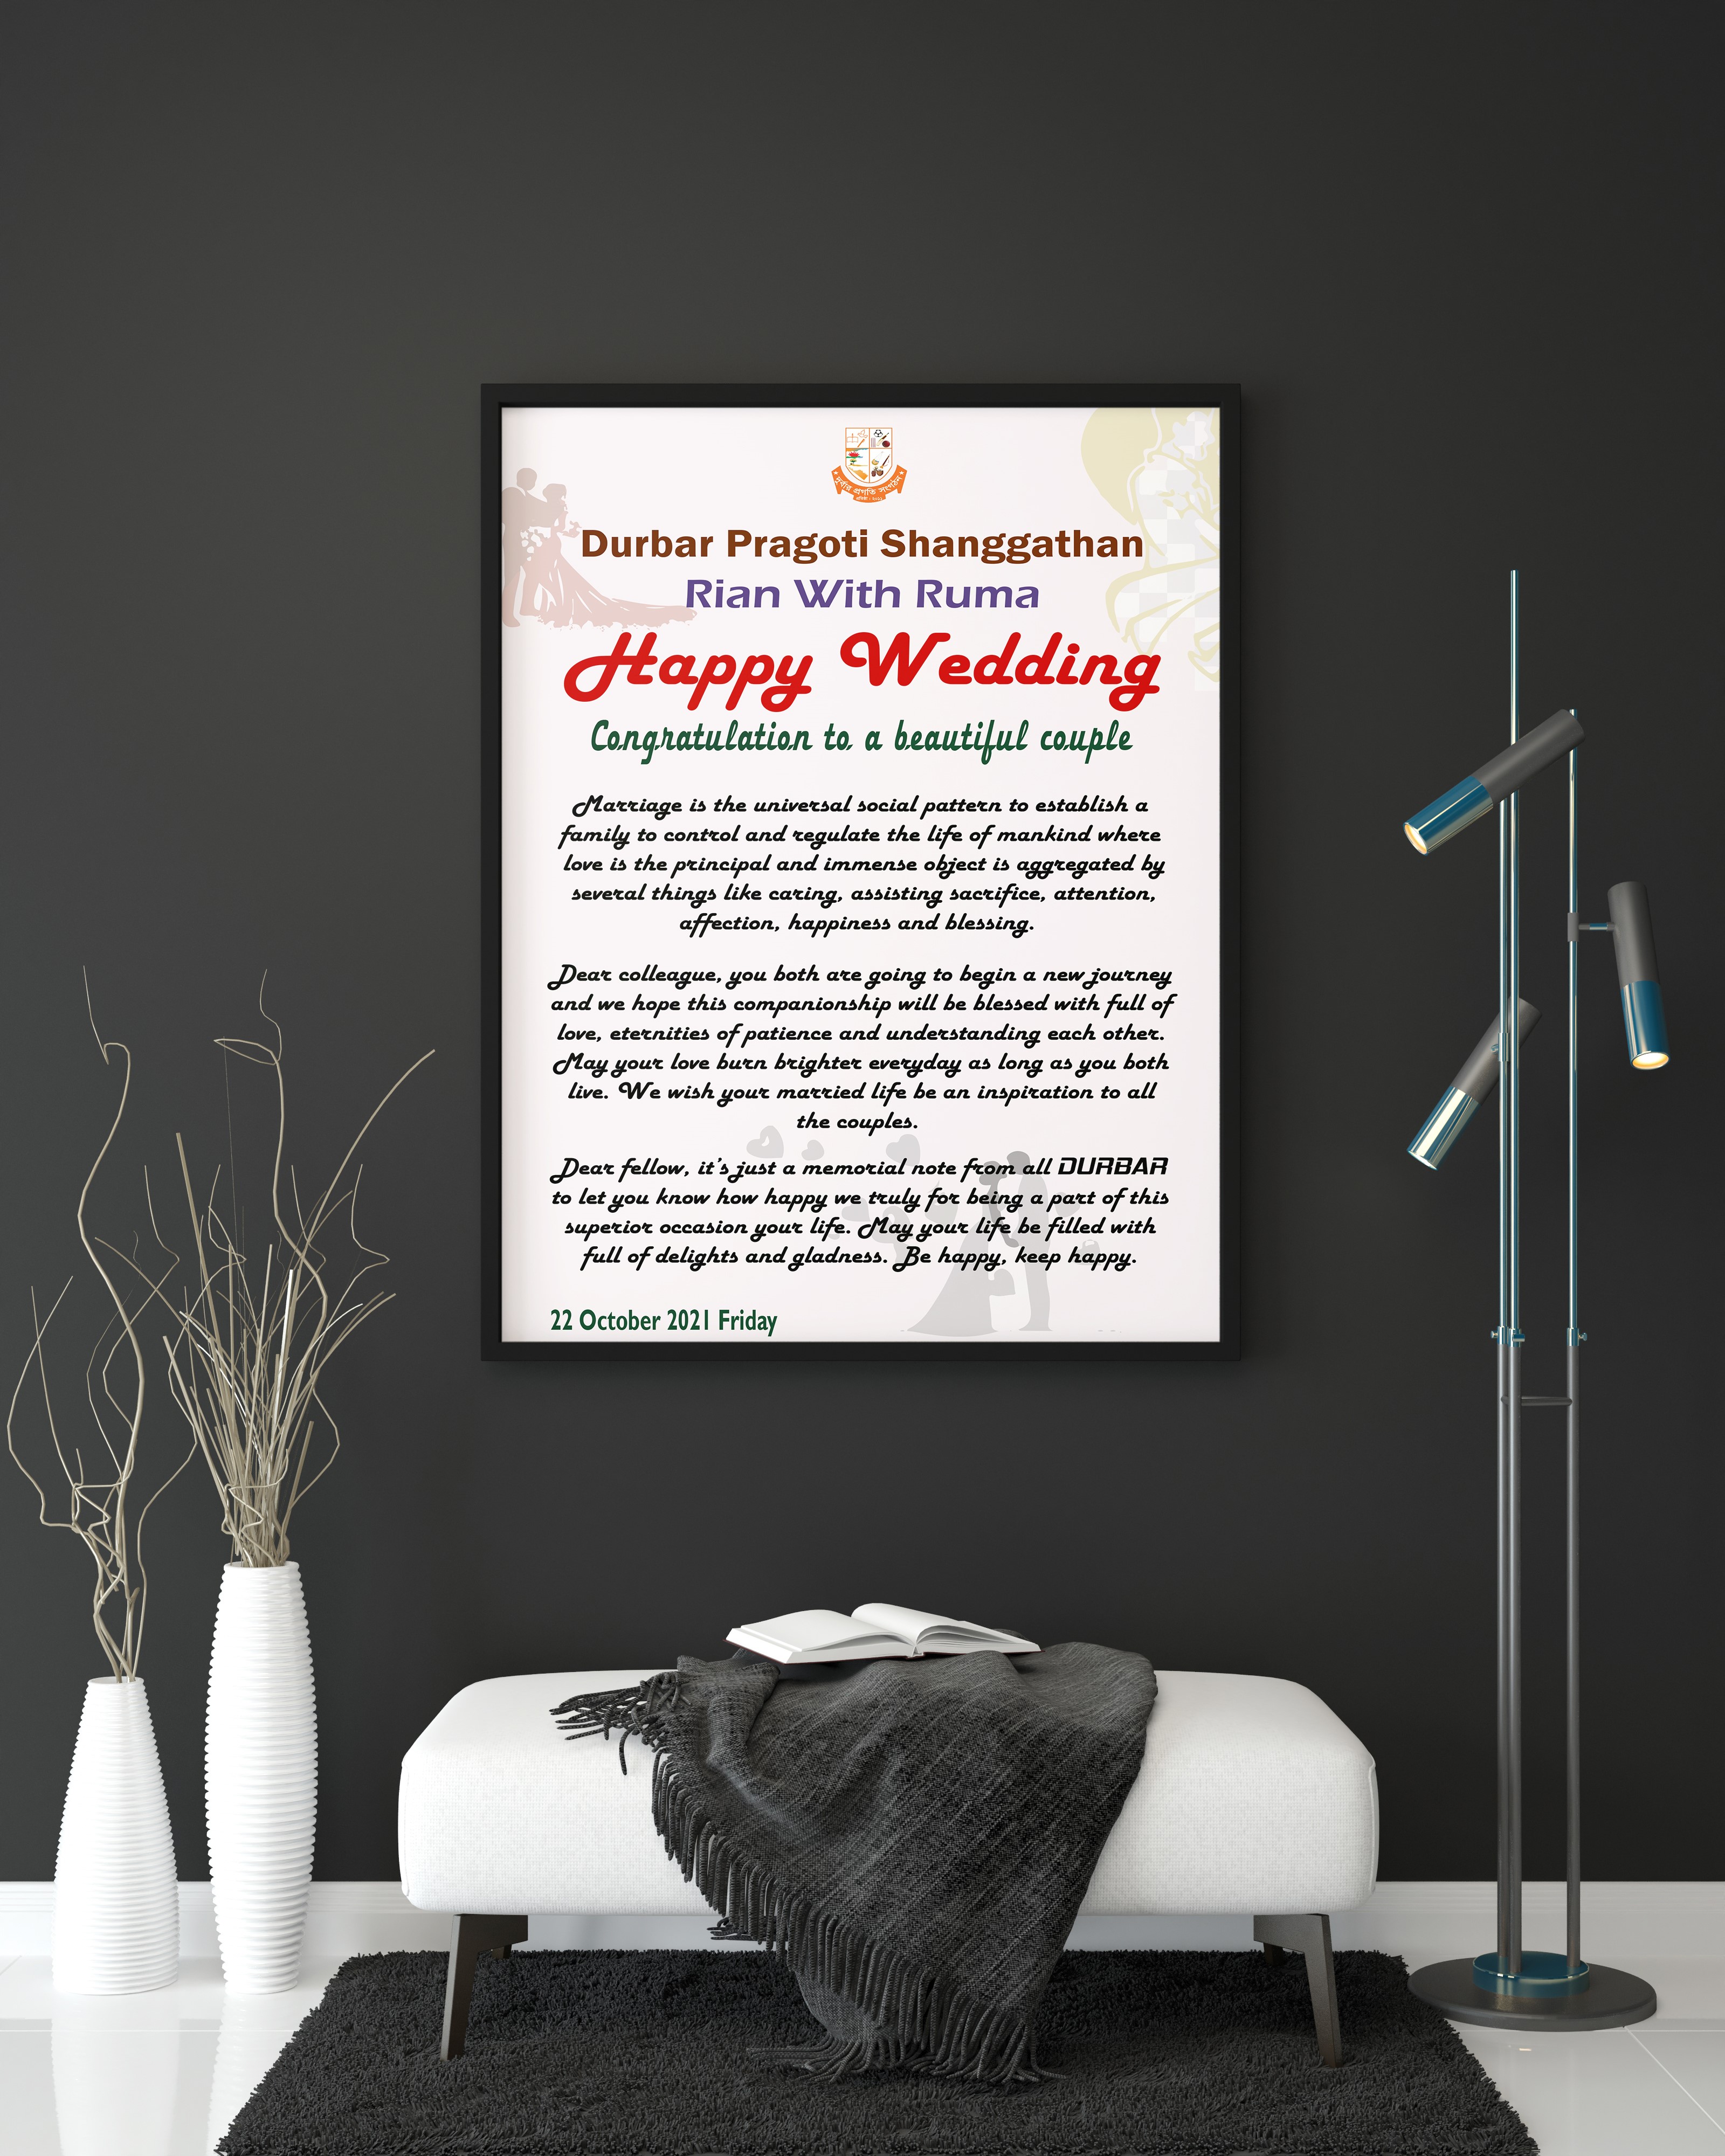 দুর্বার প্রগতি সংগঠন
Durbar Pragoti Shanggathan
Rian With Ruma
Happy Wedding
Congratulation to a beautiful couple
Marriage is the universal social pattern to establish a
family to control and regulate the life of mankind where
love is the principal and immense object is aggregated by
several things like caring, assisting sacrifice, attention,
affection, happiness and blessing.
Dear colleague, you both are going to begin a new journey
and we hope this companionship will be blessed with full of
love, eternities of patience and understanding each other.
May your love burn brighter everyday as long as you both
live. We wish your married life be an inspiration to all
the couples.
Dear fellow, it's just a memorial note from all DURBAR
to let you know how happy we truly for being a part of this
superior occasion your life. May your life be filled with
full of delights and gladness. Be happy, keep happy.
22 October 2021 Friday